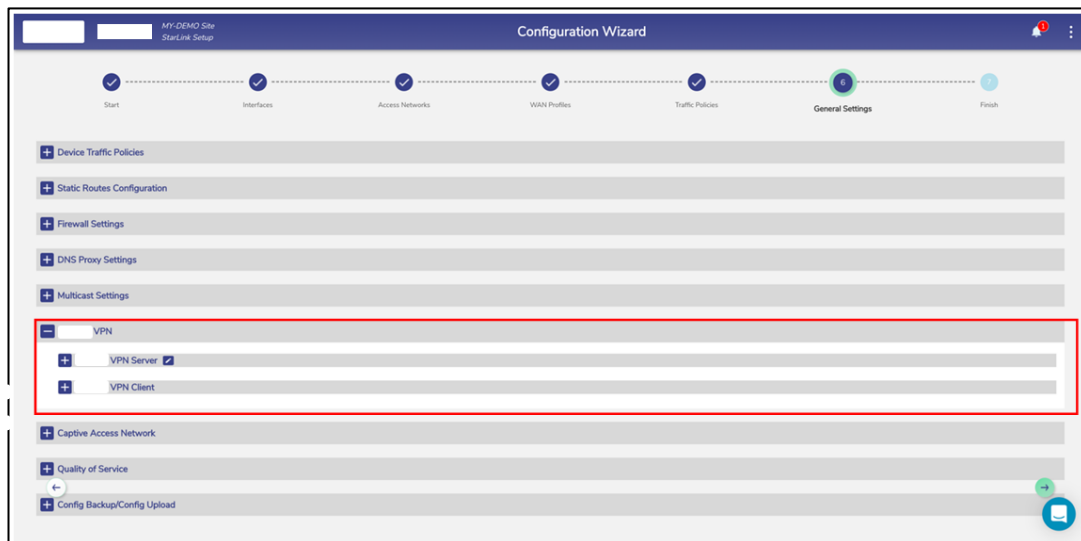 MY-DEMO Site
StarLink Setup
Configuration Wizard
1
6
7
Start
Interfaces
Access Networks
WAN Profiles
Traffic Policies
General Settings
Finish
Device Traffic Policies
Static Routes Configuration
Firewall Settings
DNS Proxy Settings
Multicast Settings
VPN
VPN Server
VPN Client
Captive Access Network
Quality of Service
Config Backup/Config Upload